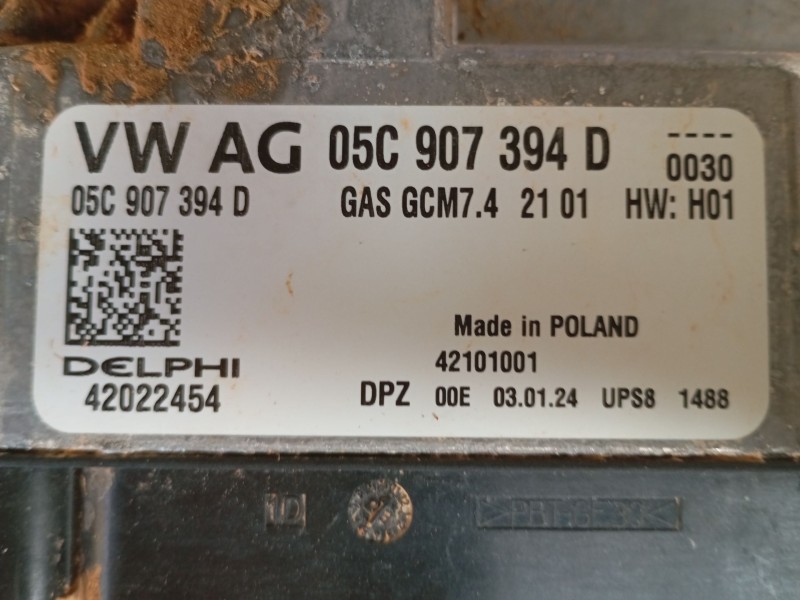 VW AG 05C 907 394 D ----
0030
05C 907 394 D GAS GCM7.4 21 01 HW: H01
Made in POLAND
DELPHI 42101001
42022454 DPZ 00E 03.01.24 UPS8 1488
1D